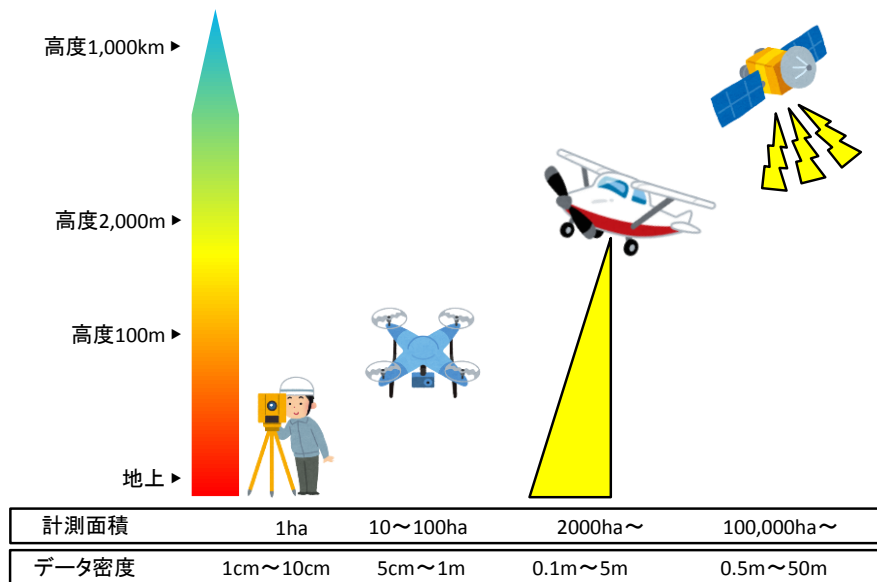 高度1,000km
高度2,000m
高度100m
地上
計測面積 1ha 10～100ha 2000ha～ 100,000ha～
データ密度 1cm～10cm 5cm～1m 0.1m～5m 0.5m～50m